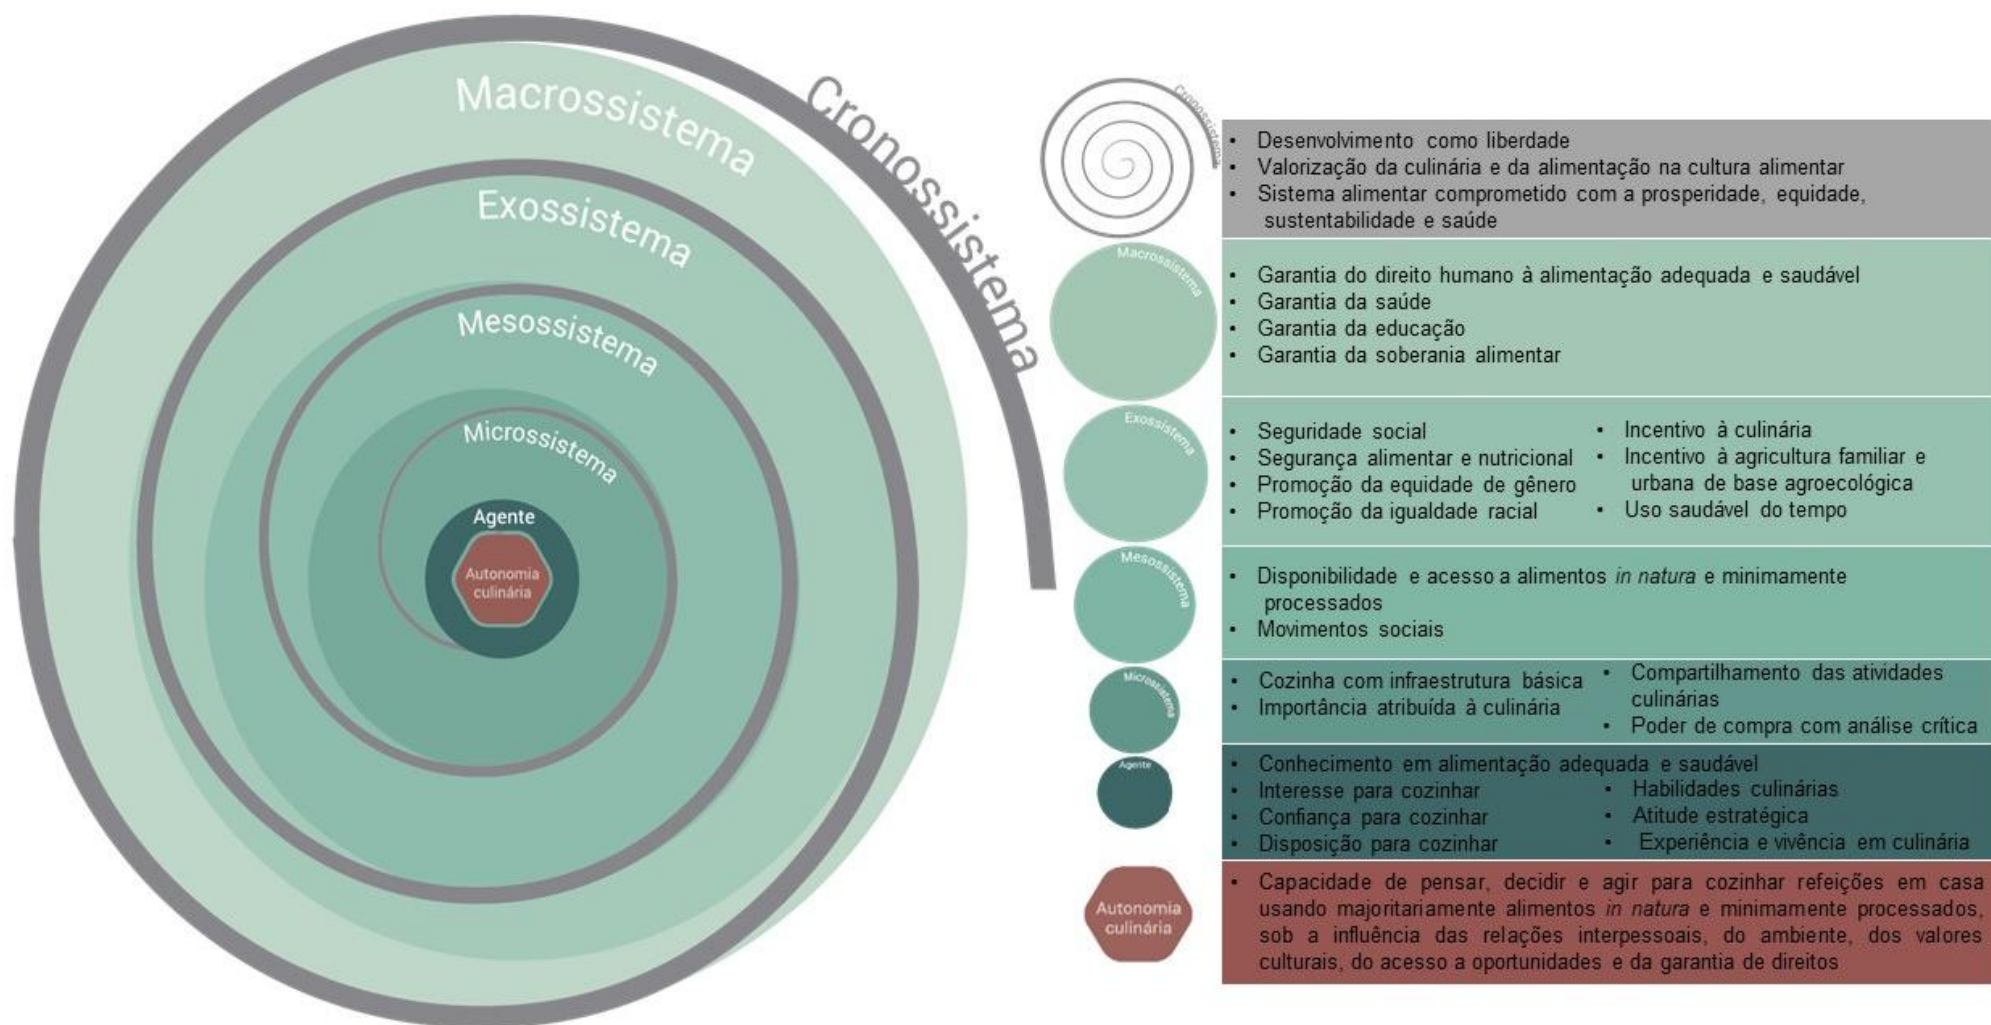 Macrossistema
Cronossistema
Exossistema
Mesossistema
Microssistema
Agente
Autonomia
culinária
Cronossistema
• Desenvolvimento como liberdade
• Valorização da culinária e da alimentação na cultura alimentar
• Sistema alimentar comprometido com a prosperidade, equidade,
sustentabilidade e saúde
Macrossistema
• Garantia do direito humano à alimentação adequada e saudável
• Garantia da saúde
• Garantia da educação
• Garantia da soberania alimentar
Exossistema
• Seguridade social
• Segurança alimentar e nutricional
• Promoção da equidade de gênero
• Promoção da igualdade racial
• Incentivo à culinária
• Incentivo à agricultura familiar e
urbana de base agroecológica
• Uso saudável do tempo
Mesossistema
• Disponibilidade e acesso a alimentos in natura e minimamente
processados
• Movimentos sociais
Microssistema
• Cozinha com infraestrutura básica
• Importância atribuída à culinária
• Compartilhamento das atividades
culinárias
• Poder de compra com análise crítica
Agente
• Conhecimento em alimentação adequada e saudável
• Interesse para cozinhar
• Confiança para cozinhar
• Disposição para cozinhar
• Habilidades culinárias
• Atitude estratégica
• Experiência e vivência em culinária
Autonomia
culinária
• Capacidade de pensar, decidir e agir para cozinhar refeições em casa
usando majoritariamente alimentos in natura e minimamente processados,
sob a influência das relações interpessoais, do ambiente, dos valores
culturais, do acesso a oportunidades e da garantia de direitos